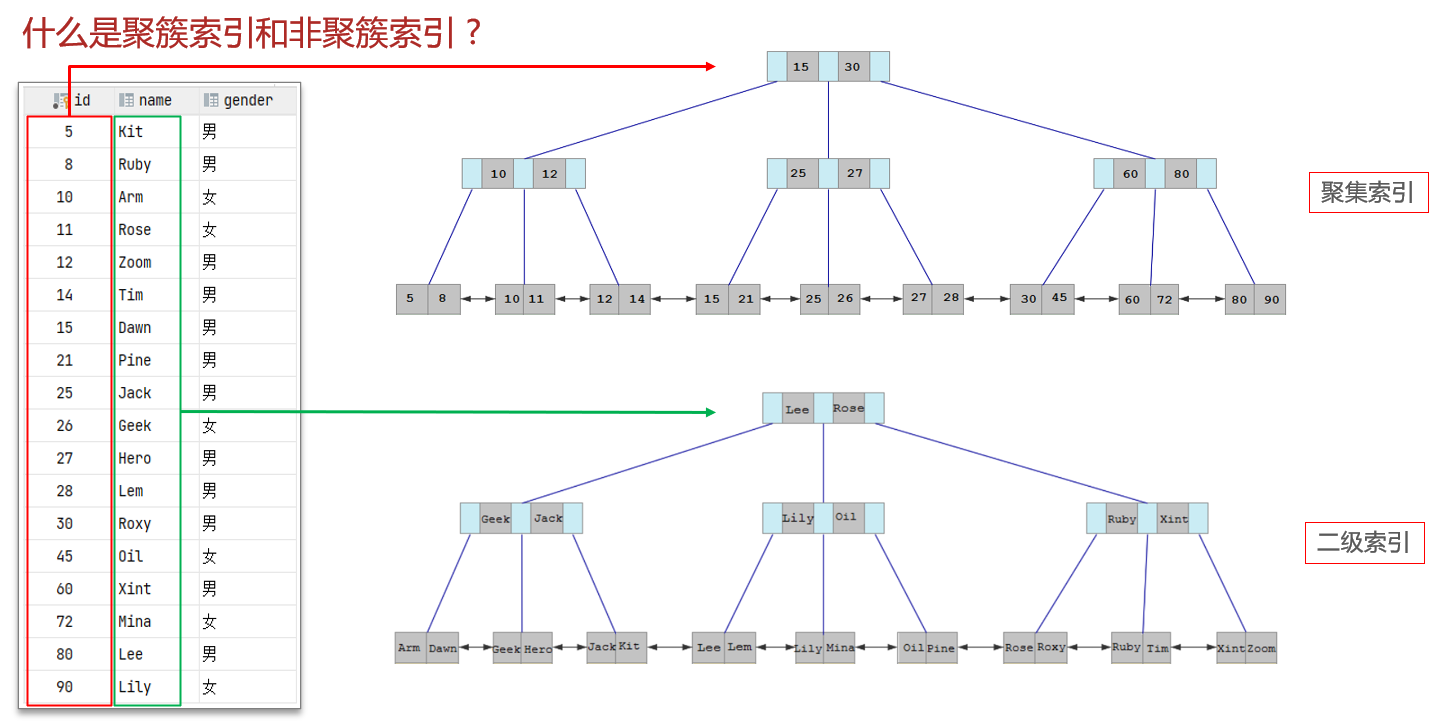 什么是聚簇索引和非聚簇索引？
id name gender
5 Kit 男
8 Ruby 男
10 Arm 女
11 Rose 女
12 Zoom 男
14 Tim 男
15 Dawn 男
21 Pine 男
25 Jack 男
26 Geek 女
27 Hero 男
28 Lem 男
30 Roxy 男
45 Oil 女
60 Xint 男
72 Mina 女
80 Lee 男
90 Lily 女
15 30
10 12 25 27 60 80
聚集索引
5 8 10 11 12 14 15 21 25 26 27 28 30 45 60 72 80 90
Lee Rose
Geek Jack Lily Oil Ruby Xint
二级索引
Arm Dawn Geek Hero Jack Kit Lee Lem Lily Mina Oil Pine Rose Roxy Ruby Tim Xint Zoom